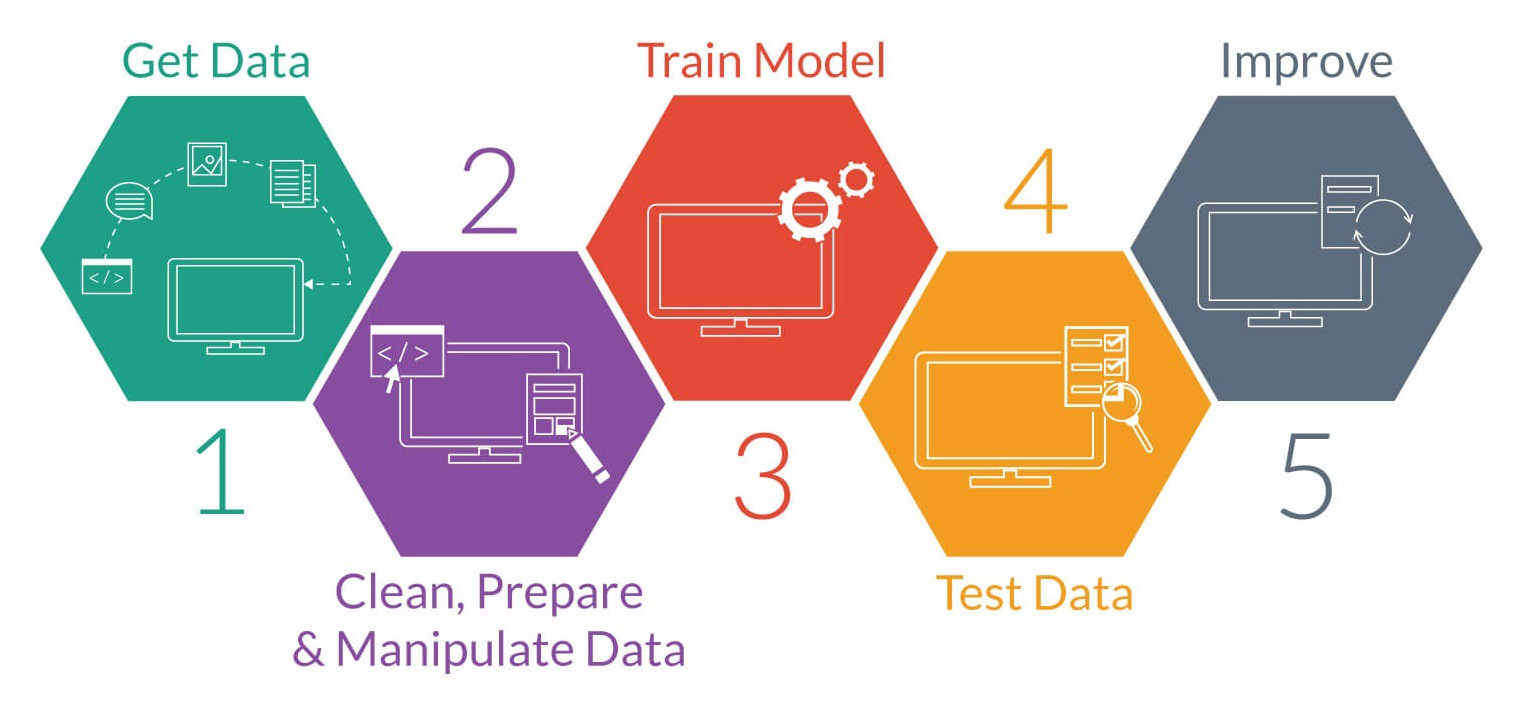 Get Data
1
2
Clean, Prepare
& Manipulate Data
Train Model
3
4
Test Data
Improve
5
</>
</>